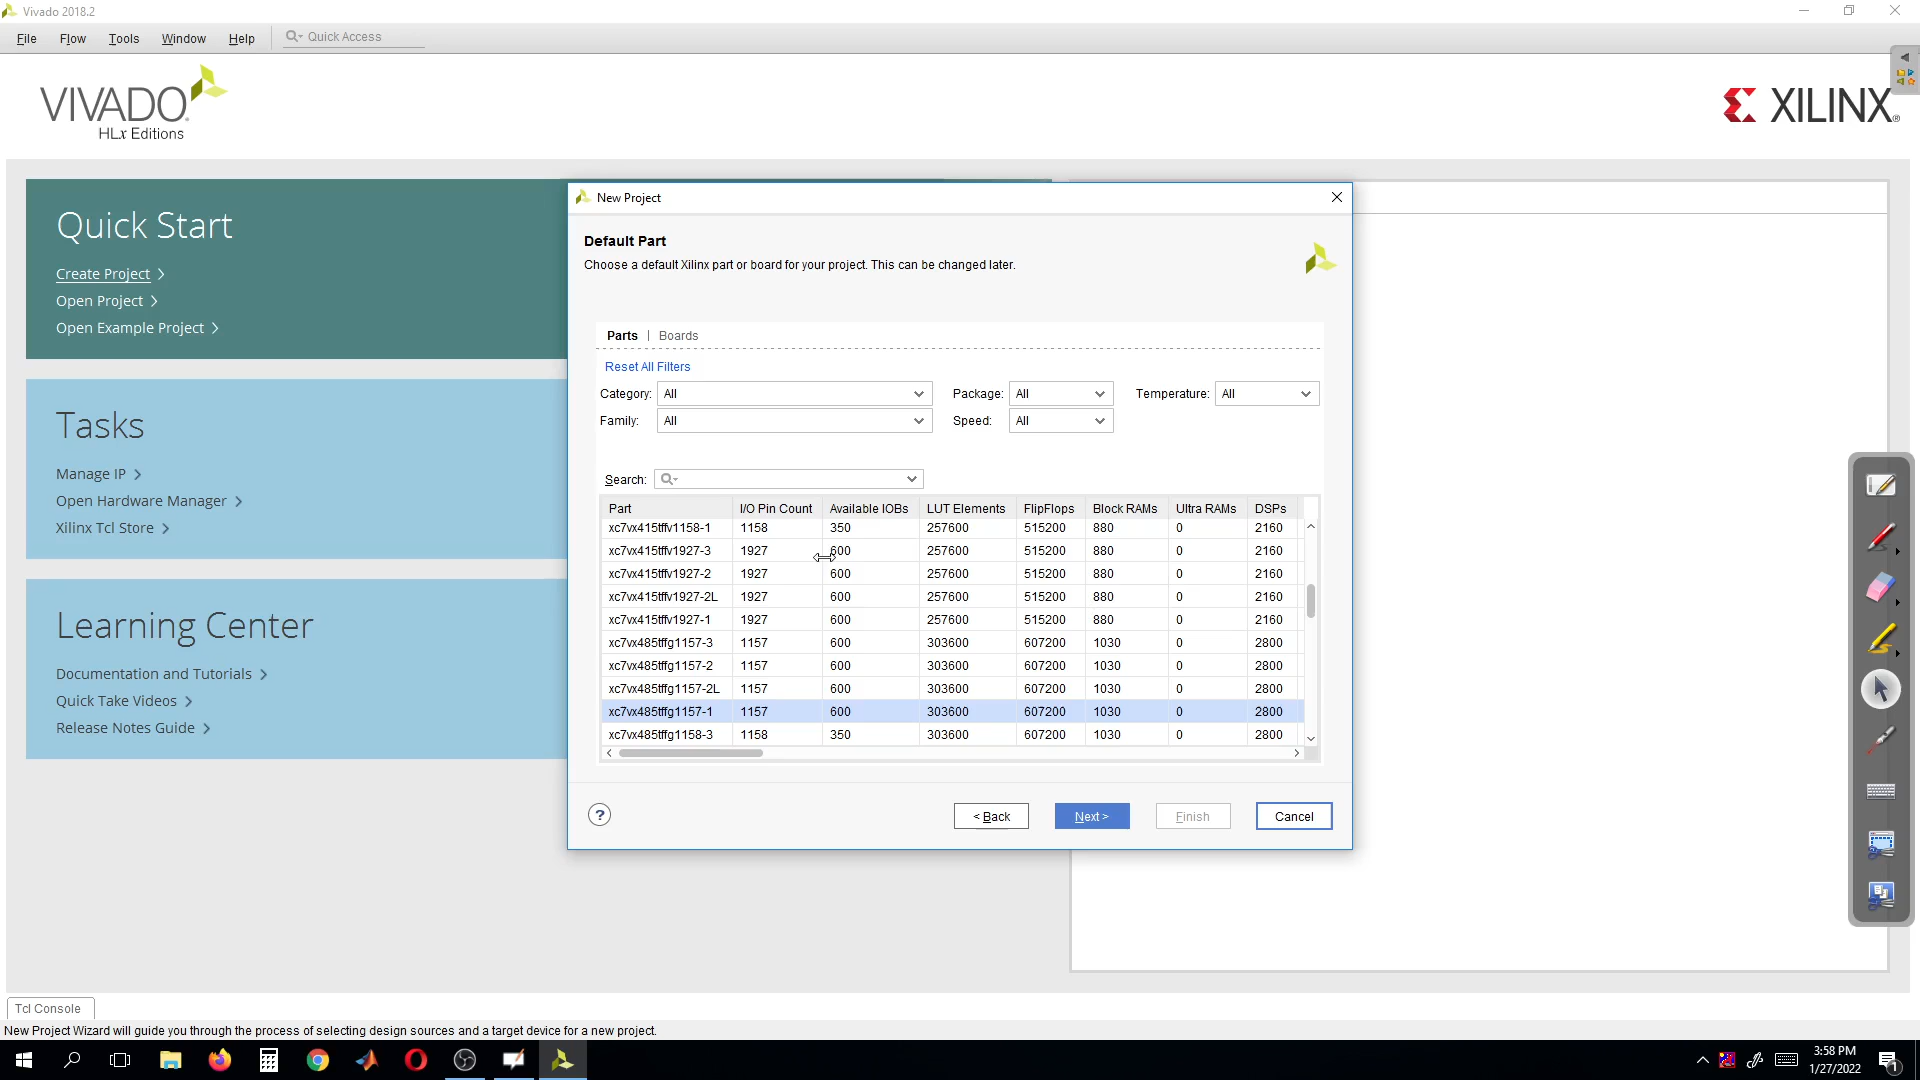 Vivado 2018.2
File Flow Tools Window Help Quick Access
VIVADO.
HLx Editions
XILINX®
Quick Start
Create Project >
Open Project >
Open Example Project >
Tasks
Manage IP >
Open Hardware Manager >
Xilinx Tcl Store >
Learning Center
Documentation and Tutorials >
Quick Take Videos >
Release Notes Guide >
New Project
Default Part
Choose a default Xilinx part or board for your project. This can be changed later.
Parts | Boards
Reset All Filters
Category: All Package: All Temperature: All
Family: All Speed: All
Search:
Part I/O Pin Count Available IOBs LUT Elements FlipFlops Block RAMs Ultra RAMs DSPs
xc7vx415tffv1158-1 1158 350 257600 515200 880 0 2160
xc7vx415tffv1927-3 1927 600 257600 515200 880 0 2160
xc7vx415tffv1927-2 1927 600 257600 515200 880 0 2160
xc7vx415tffv1927-2L 1927 600 257600 515200 880 0 2160
xc7vx415tffv1927-1 1927 600 257600 515200 880 0 2160
xc7vx485tffg1157-3 1157 600 303600 607200 1030 0 2800
xc7vx485tffg1157-2 1157 600 303600 607200 1030 0 2800
xc7vx485tffg1157-2L 1157 600 303600 607200 1030 0 2800
xc7vx485tffg1157-1 1157 600 303600 607200 1030 0 2800
xc7vx485tffg1158-3 1158 350 303600 607200 1030 0 2800
? < Back Next > Finish Cancel
Tcl Console
New Project Wizard will guide you through the process of selecting design sources and a target device for a new project.
3:58 PM
1/27/2022
1